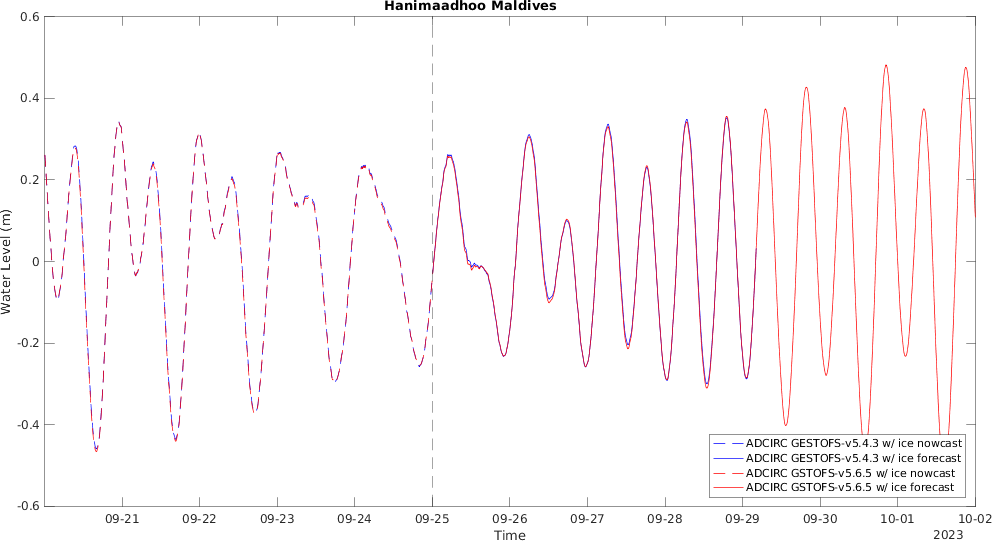 Hanimaadhoo Maldives
0.6
0.4
0.2
0
-0.2
-0.4
-0.6
Water Level (m)
ADCIRC GESTOFS-v5.4.3 w/ ice nowcast
ADCIRC GESTOFS-v5.4.3 w/ ice forecast
ADCIRC GSTOFS-v5.6.5 w/ ice nowcast
ADCIRC GSTOFS-v5.6.5 w/ ice forecast
09-21 09-22 09-23 09-24 09-25 09-26 09-27 09-28 09-29 09-30 10-01 10-02
Time
2023